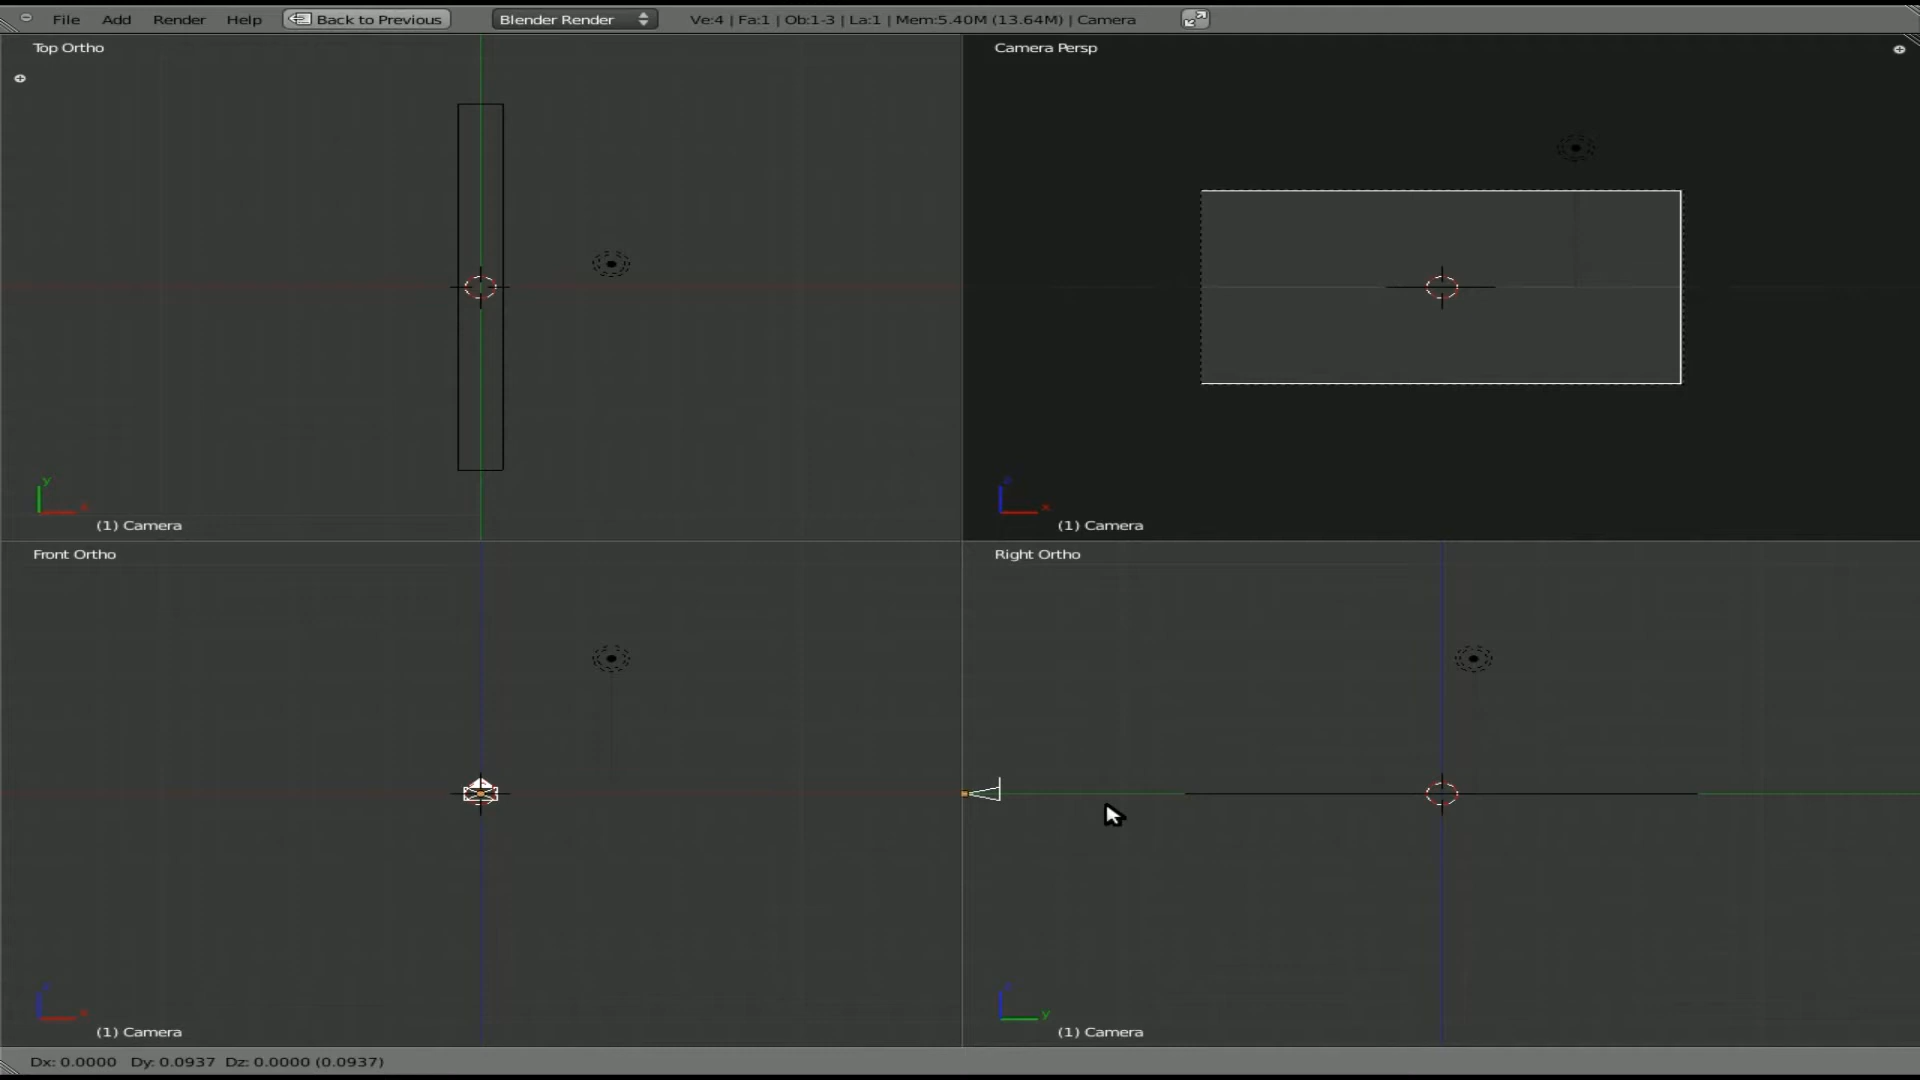 File Add Render Help Back to Previous Blender Render Ve:4 | Fa:1 | Ob:1-3 | La:1 | Mem:5.40M (13.64M) | Camera
Top Ortho
Camera Persp
y
x
(1) Camera
z
x
(1) Camera
Front Ortho
Right Ortho
z
x
(1) Camera
z
y
(1) Camera
Dx: 0.0000 Dy: 0.0937 Dz: 0.0000 (0.0937)